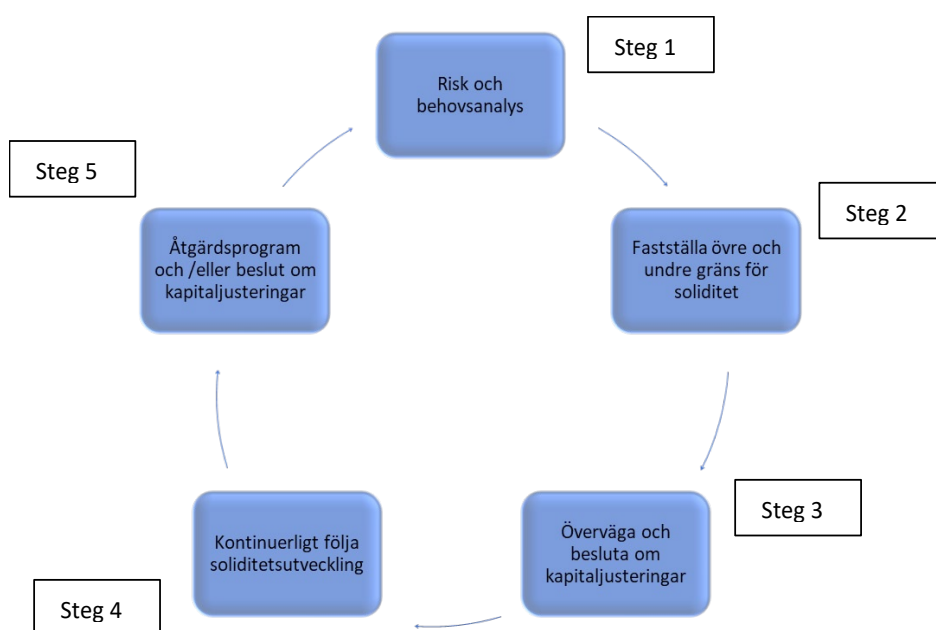 Steg 1
Risk och
behovsanalys
Steg 2
Fastställa övre och
undre gräns för
soliditet
Steg 3
Överväga och
besluta om
kapitaljusteringar
Steg 4
Kontinuerligt följa
soliditetsutveckling
Steg 5
Åtgärdsprogram
och /eller beslut om
kapitaljusteringar